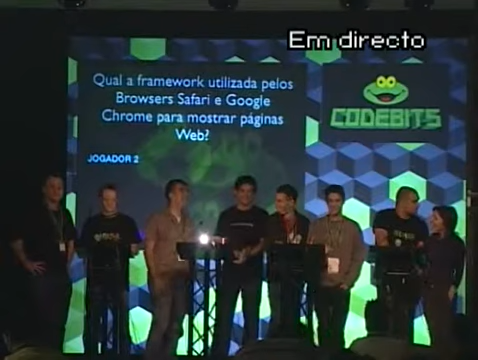 Em directo
Qual a framework utilizada pelos
Browsers Safari e Google
Chrome para mostrar páginas
Web?
JOGADOR 2
CODEBITS